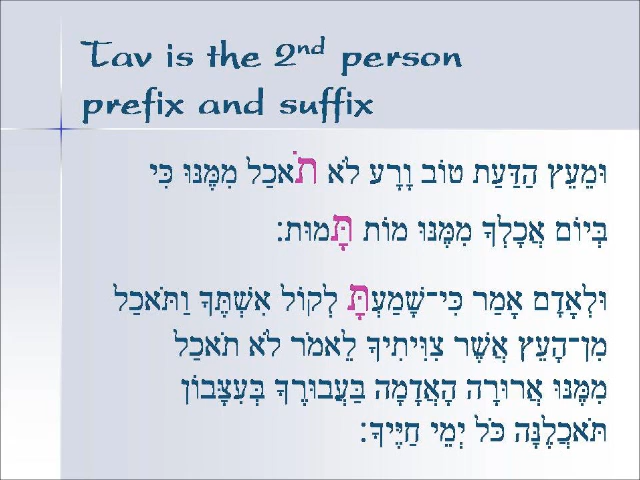 Tav is the 2nd person
prefix and suffix
וּמֵעֵץ הַדַּעַת טוֹב וָרָע לֹא תֹאכַל מִמֶּנּוּ כִּי
בְּיוֹם אֲכָלְךָ מִמֶּנּוּ מוֹת תָּמוּת׃
וּלְאָדָם אָמַר כִּי־שָׁמַעְתָּ לְקוֹל אִשְׁתֶּךָ וַתֹּאכַל
מִן־הָעֵץ אֲשֶׁר צִוִּיתִיךָ לֵאמֹר לֹא תֹאכַל
מִמֶּנּוּ אֲרוּרָה הָאֲדָמָה בַּעֲבוּרֶךָ בְּעִצָּבוֹן
תֹּאכֲלֶנָּה כֹּל יְמֵי חַיֶּיךָ׃